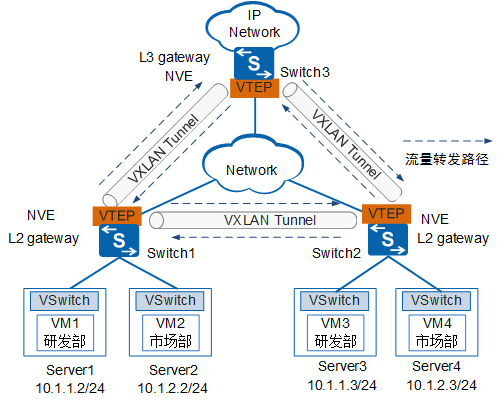 IP
Network
L3 gateway
NVE
S
Switch3
VTEP
VXLAN Tunnel
VXLAN Tunnel
流量转发路径
Network
NVE
VTEP
VXLAN Tunnel
VTEP
NVE
L2 gateway
S
S
L2 gateway
Switch1
Switch2
VSwitch
VSwitch
VSwitch
VSwitch
VM1
研发部
VM2
市场部
VM3
研发部
VM4
市场部
Server1
10.1.1.2/24
Server2
10.1.2.2/24
Server3
10.1.1.3/24
Server4
10.1.2.3/24